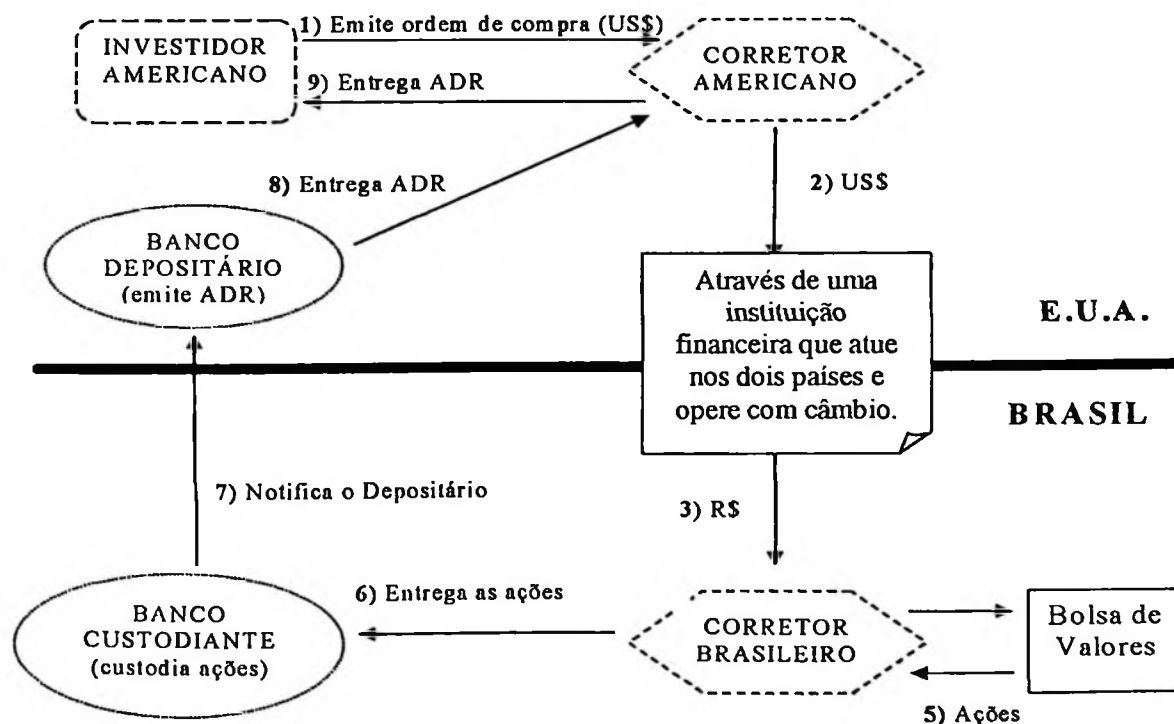 1) Emite ordem de compra (US$)
INVESTIDOR
AMERICANO
CORRETOR
AMERICANO
9) Entrega ADR
8) Entrega ADR
2) US$
BANCO
DEPOSITÁRIO
(emite ADR)
Através de uma
instituição
financeira que atue
nos dois países e
opere com câmbio.
E.U.A.
BRASIL
7) Notifica o Depositário
3) R$
6) Entrega as ações
BANCO
CUSTODIANTE
(custodia ações)
CORRETOR
BRASILEIRO
Bolsa de
Valores
5) Ações